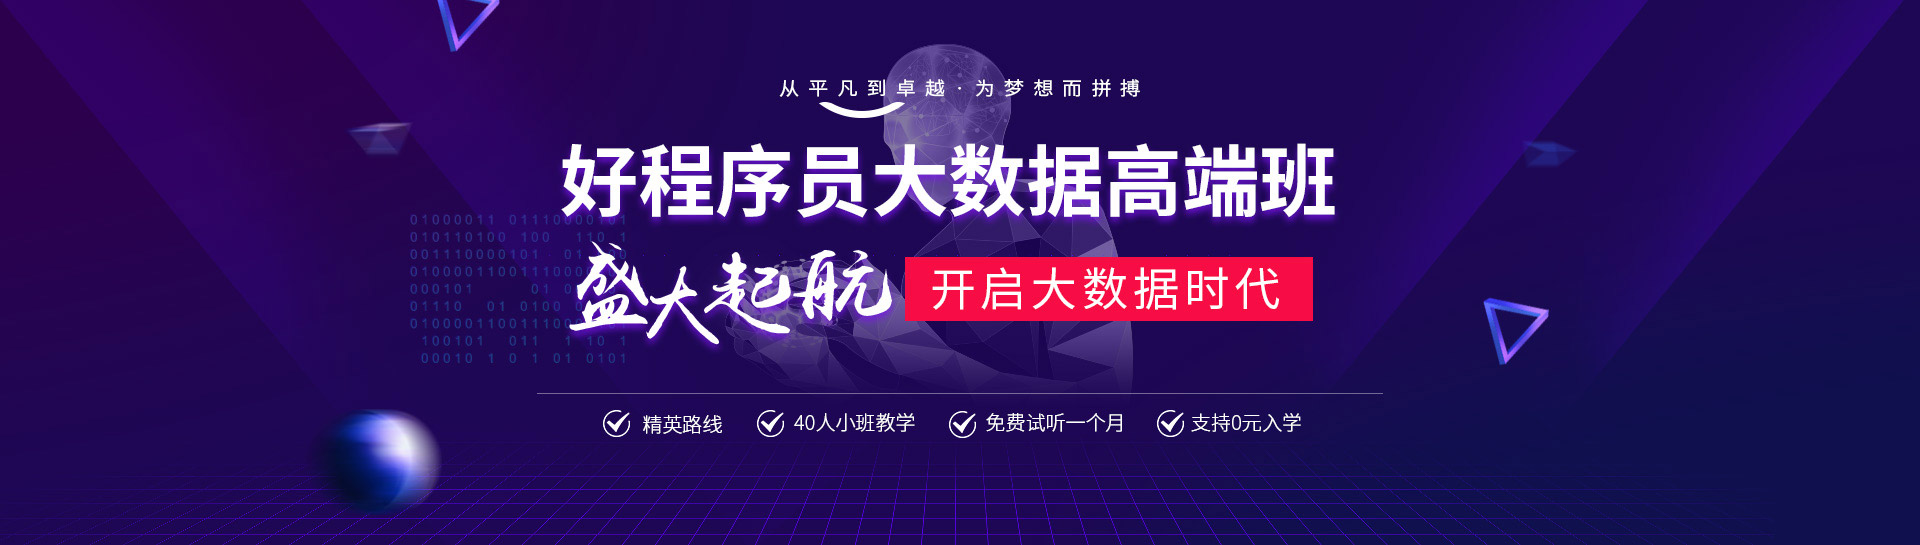 从平凡到卓越·为梦想而拼搏
好程序员大数据高端班
盛大起航 开启大数据时代
01000011 01110000101
010110100 100 110 1
001110000101 01
0100001100111000
000101 01 0
01110 01 0100
0100001100111100
100101 011 1 10 1
00010 1 0 1 01 0101
精英路线 40人小班教学 免费试听一个月 支持0元入学